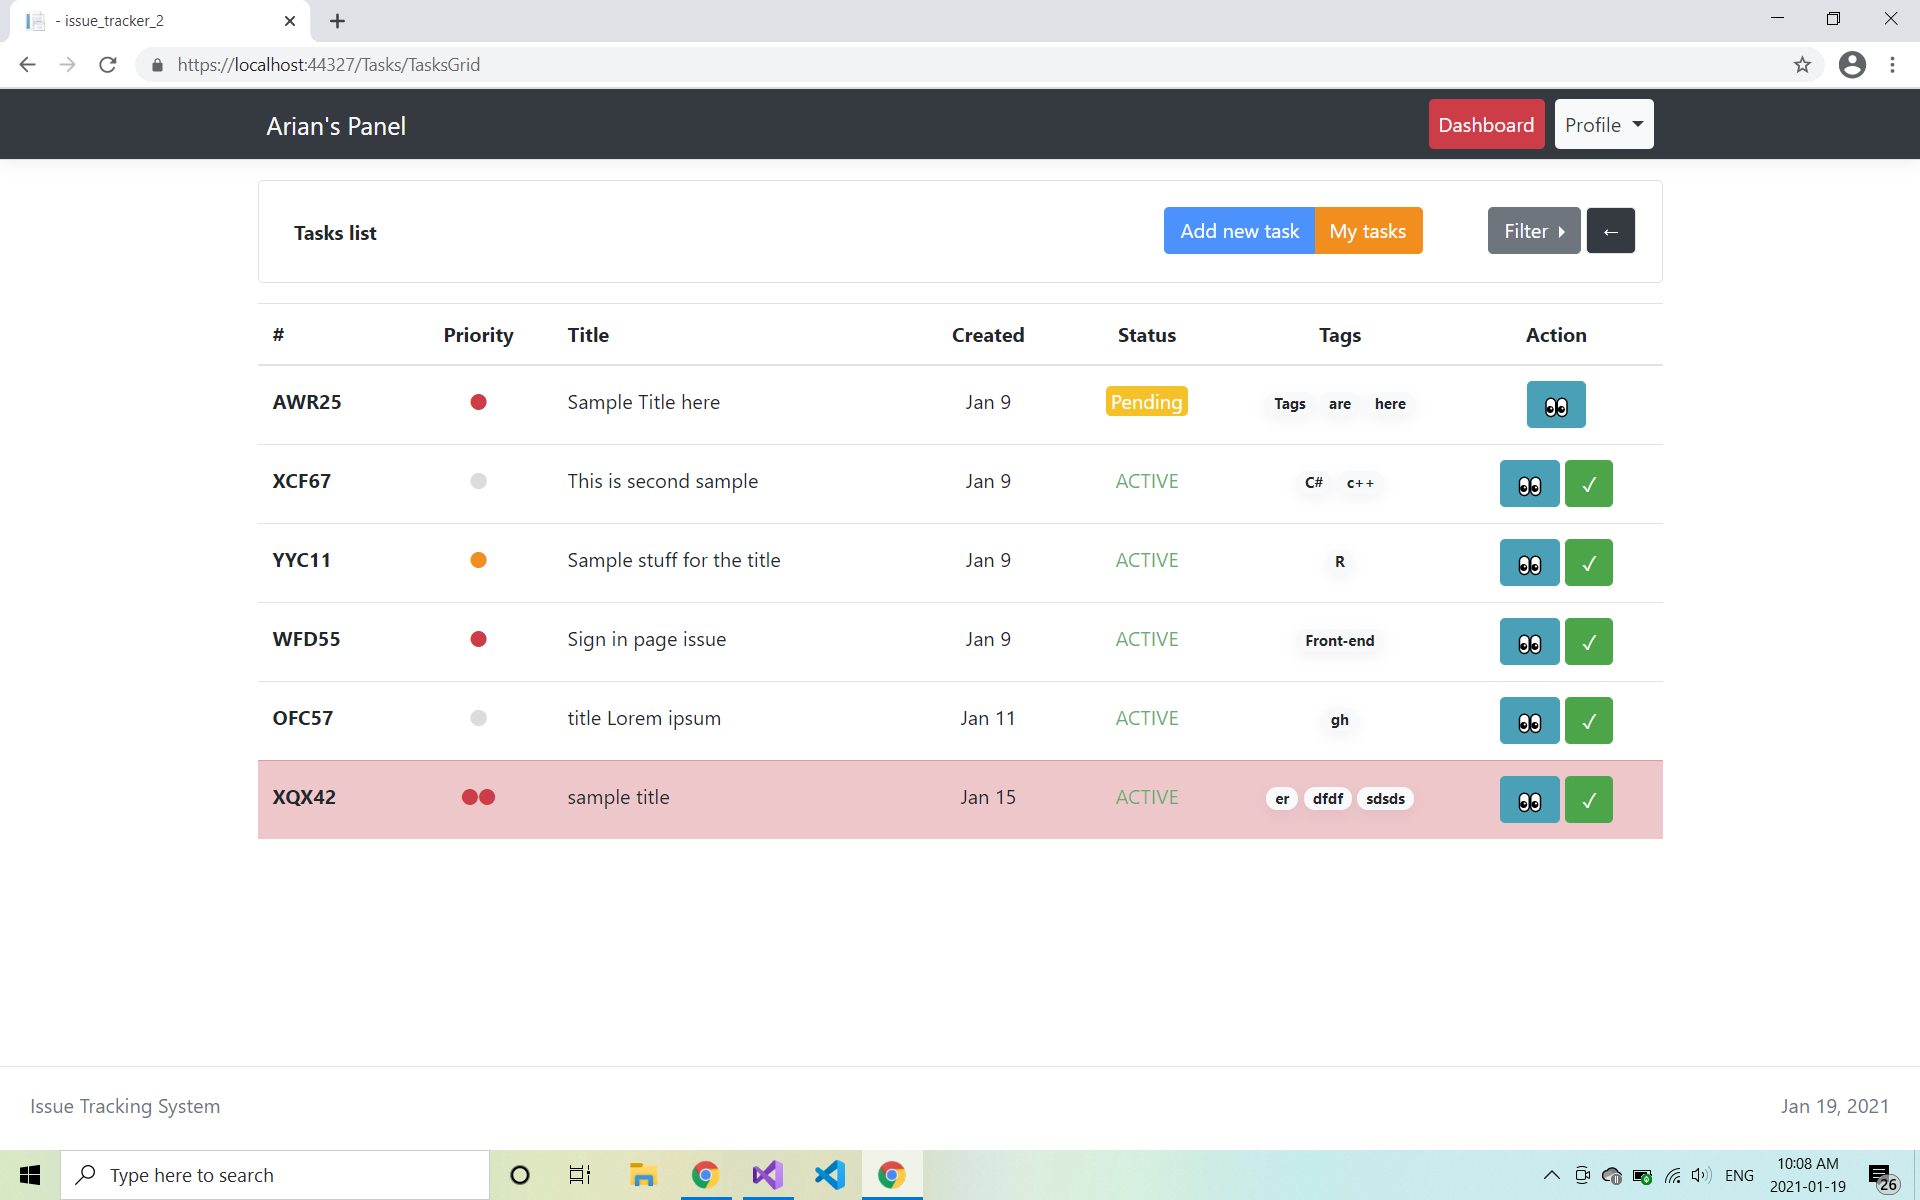 - issue_tracker_2
https://localhost:44327/Tasks/TasksGrid
Arian's Panel Dashboard Profile
Tasks list Add new task My tasks Filter ←
# Priority Title Created Status Tags Action
AWR25 Sample Title here Jan 9 Pending Tags are here
XCF67 This is second sample Jan 9 ACTIVE C# c++ ✓
YYC11 Sample stuff for the title Jan 9 ACTIVE R ✓
WFD55 Sign in page issue Jan 9 ACTIVE Front-end ✓
OFC57 title Lorem ipsum Jan 11 ACTIVE gh ✓
XQX42 sample title Jan 15 ACTIVE er dfdf sdsds ✓
Issue Tracking System Jan 19, 2021
Type here to search ENG 10:08 AM
2021-01-19 26